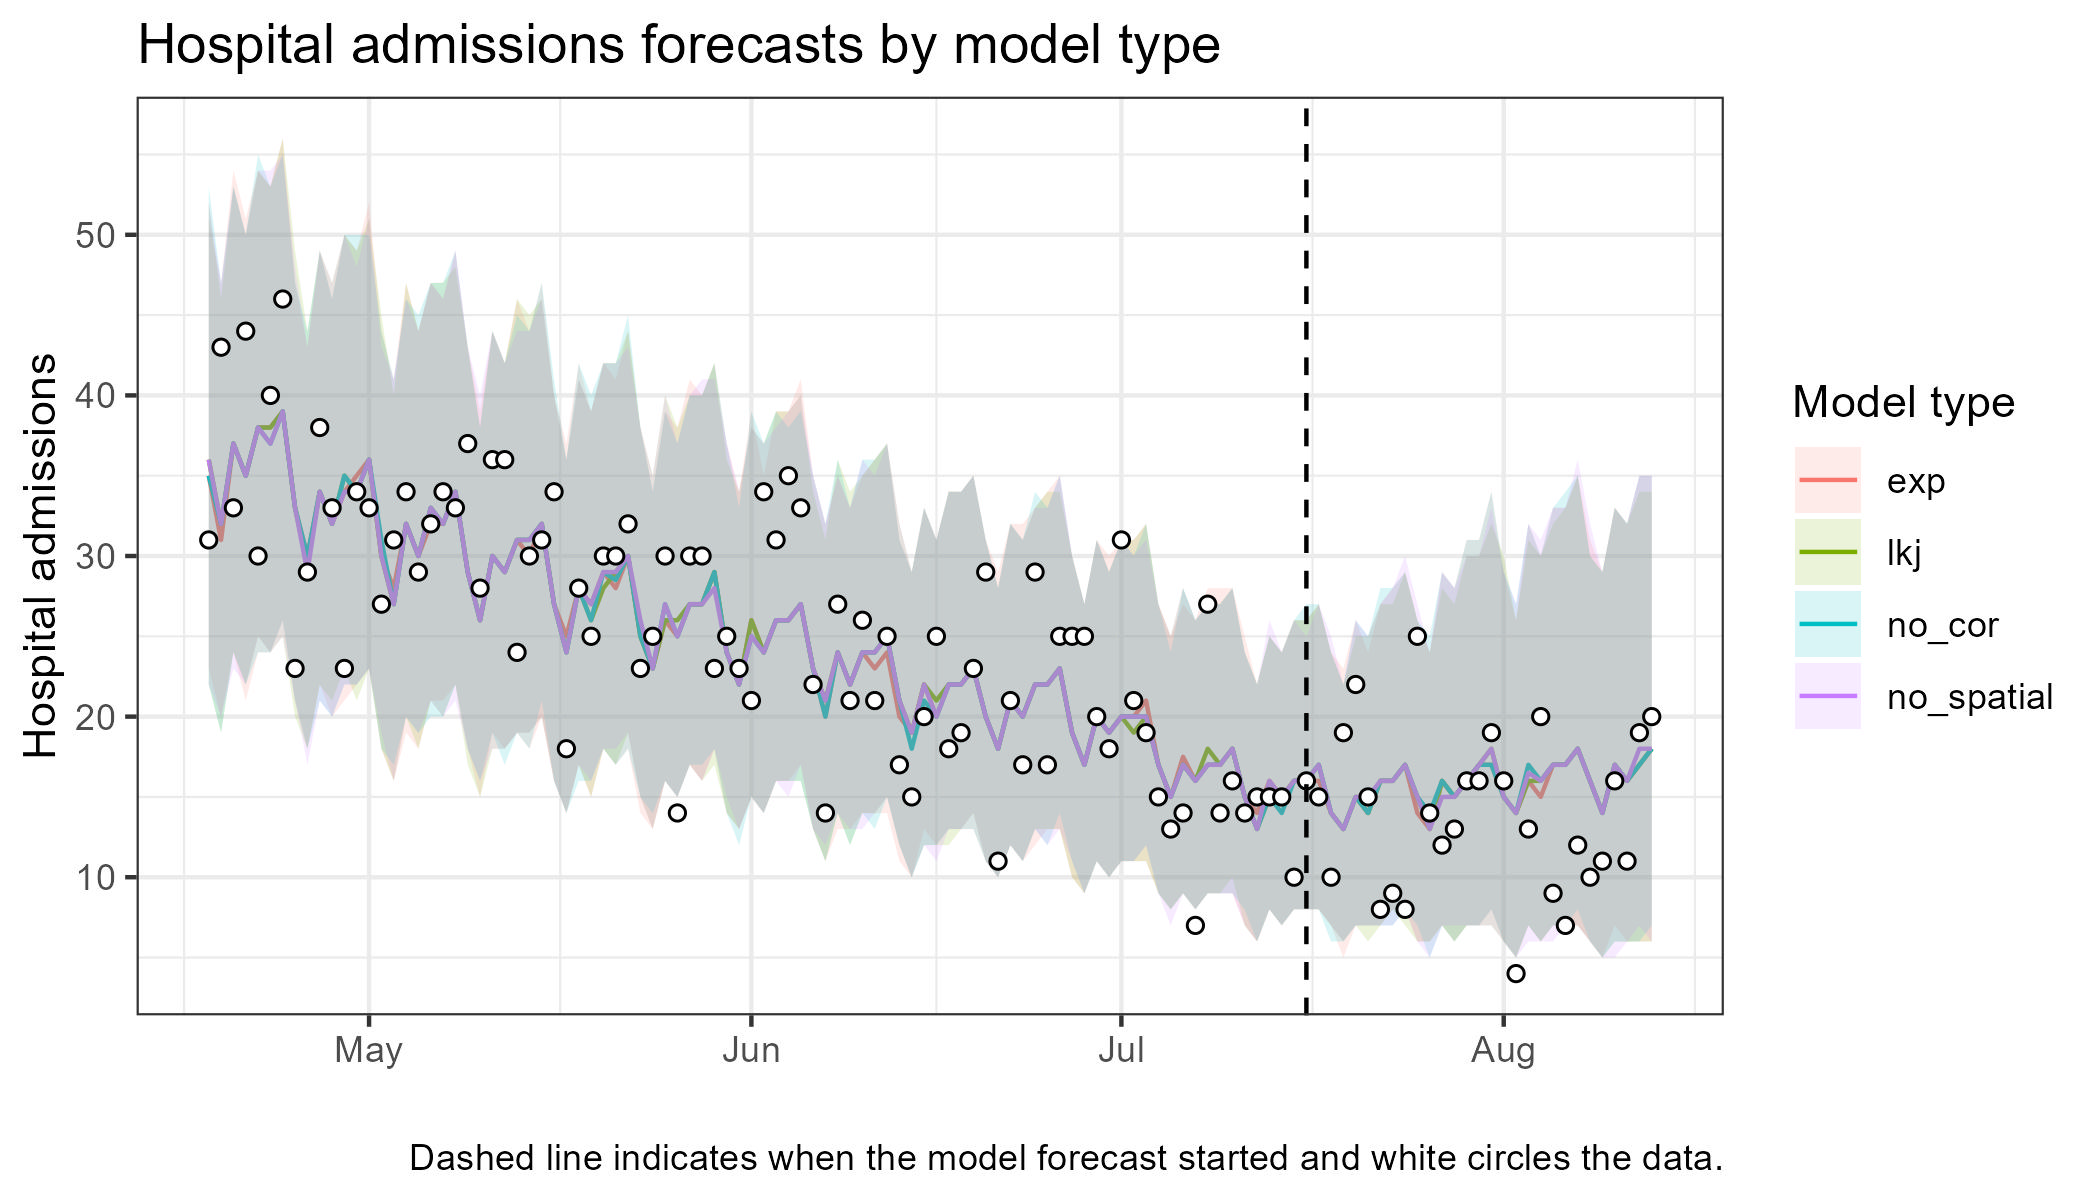 Hospital admissions forecasts by model type
Hospital admissions
50
40
30
20
10
May
Jun
Jul
Aug
Model type
exp
lkj
no_cor
no_spatial
Dashed line indicates when the model forecast started and white circles the data.